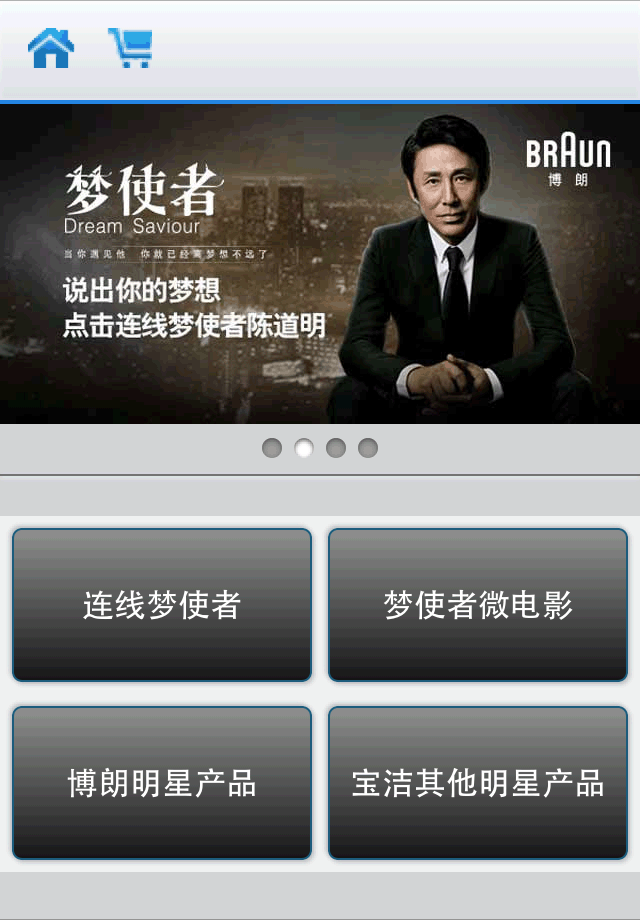 BRAUN
博朗
梦使者
Dream Saviour
当你遇见他 你就已经离梦想不远了
说出你的梦想
点击连线梦使者陈道明
连线梦使者
梦使者微电影
博朗明星产品
宝洁其他明星产品